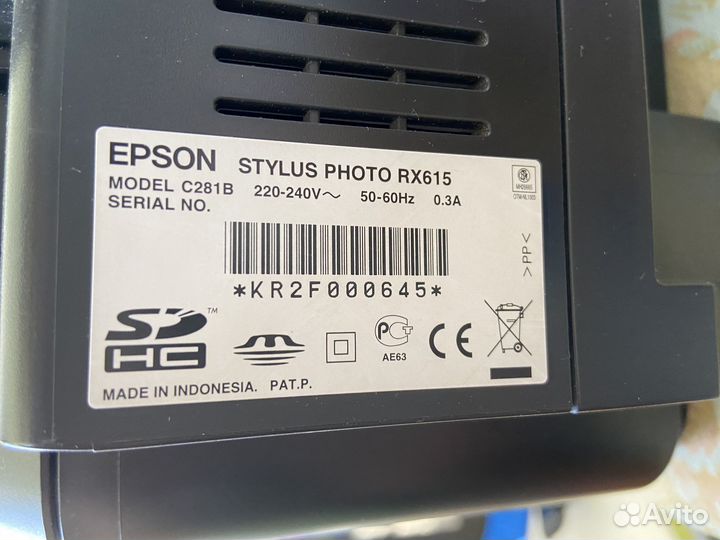 EPSON STYLUS PHOTO RX615
MODEL C281B 220-240V~ 50-60Hz 0.3A
SERIAL NO.
*KR2F000645*
>PP<
SD™
HC
AE63
CE
MADE IN INDONESIA. PAT.P.
Avito